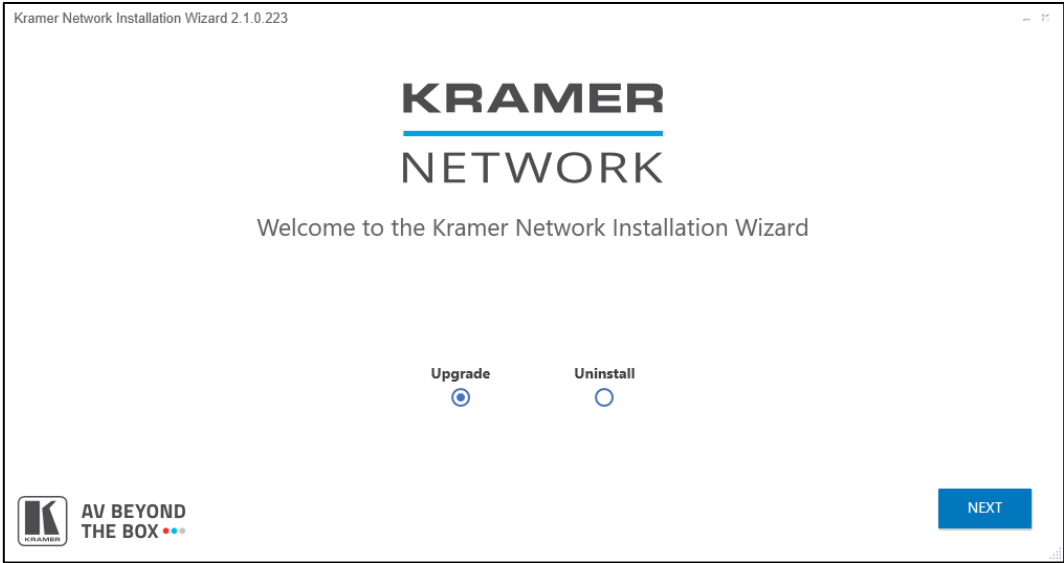 Kramer Network Installation Wizard 2.1.0.223
KRAMER
NETWORK
Welcome to the Kramer Network Installation Wizard
Upgrade Uninstall
K
KRAMER
AV BEYOND
THE BOX
NEXT